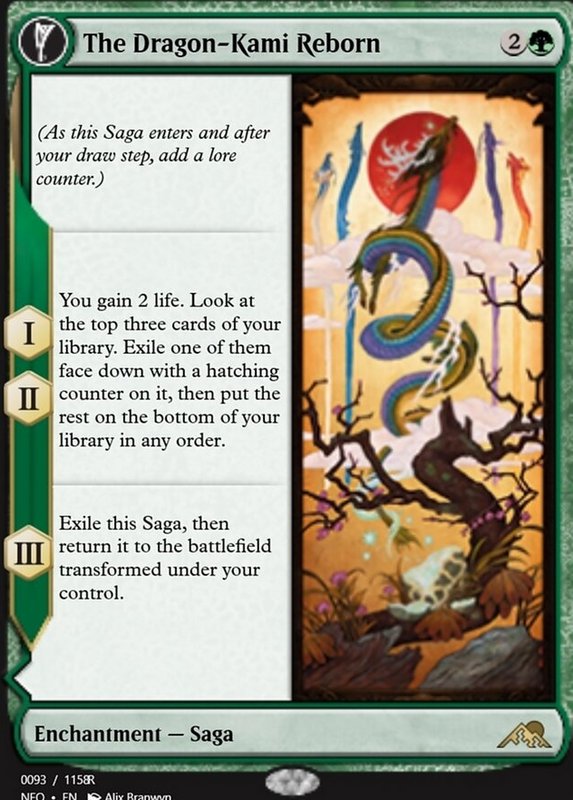 The Dragon-Kami Reborn 2
(As this Saga enters and after
your draw step, add a lore
counter.)
I
II
You gain 2 life. Look at
the top three cards of your
library. Exile one of them
face down with a hatching
counter on it, then put the
rest on the bottom of your
library in any order.
III
Exile this Saga, then
return it to the battlefield
transformed under your
control.
Enchantment — Saga
0093 / 1158R
NEO • EN Alix Branwyn